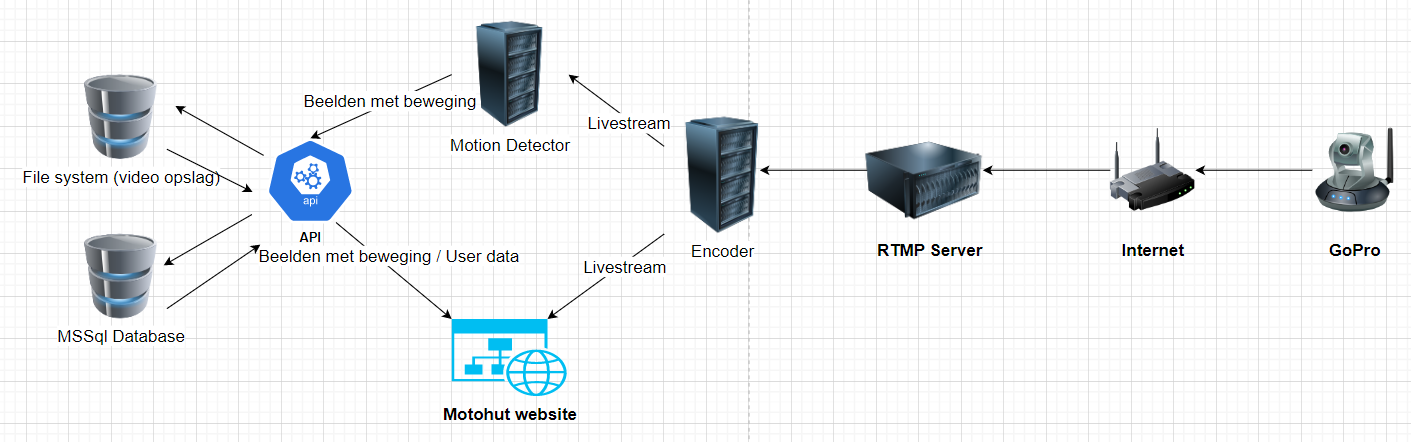 Beelden met beweging
Motion Detector
Livestream
File system (video opslag)
api
API
Beelden met beweging / User data
MSSql Database
Livestream
Encoder
RTMP Server
Internet
GoPro
Motohut website